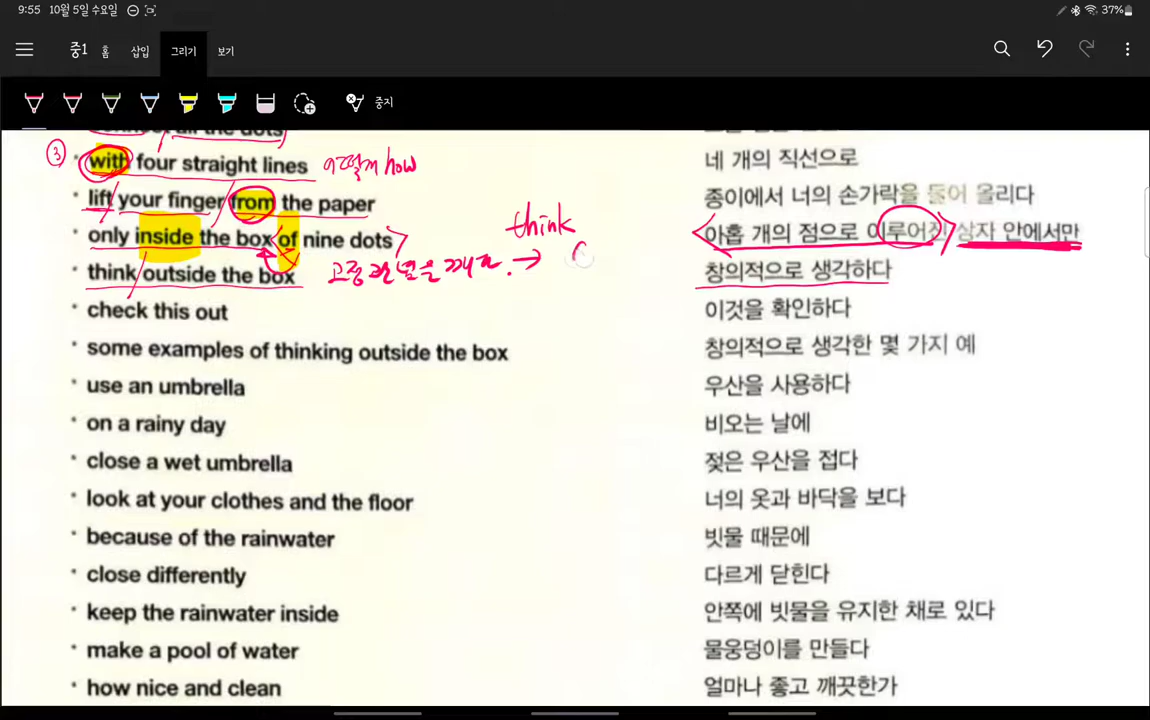 9:55 10월 5일 수요일 37%
중1 홈 삽입 그리기 보기
중지
connect all the dots
③ with four straight lines 어떻게 how 네 개의 직선으로
lift your finger from the paper 종이에서 너의 손가락을 들어 올리다
think
only inside the box of nine dots 아홉 개의 점으로 이루어진 상자 안에서만
think outside the box 고정관념을 깨고. → 창의적으로 생각하다
check this out 이것을 확인하다
some examples of thinking outside the box 창의적으로 생각한 몇 가지 예
use an umbrella 우산을 사용하다
on a rainy day 비오는 날에
close a wet umbrella 젖은 우산을 접다
look at your clothes and the floor 너의 옷과 바닥을 보다
because of the rainwater 빗물 때문에
close differently 다르게 닫힌다
keep the rainwater inside 안쪽에 빗물을 유지한 채로 있다
make a pool of water 물웅덩이를 만들다
how nice and clean 얼마나 좋고 깨끗한가